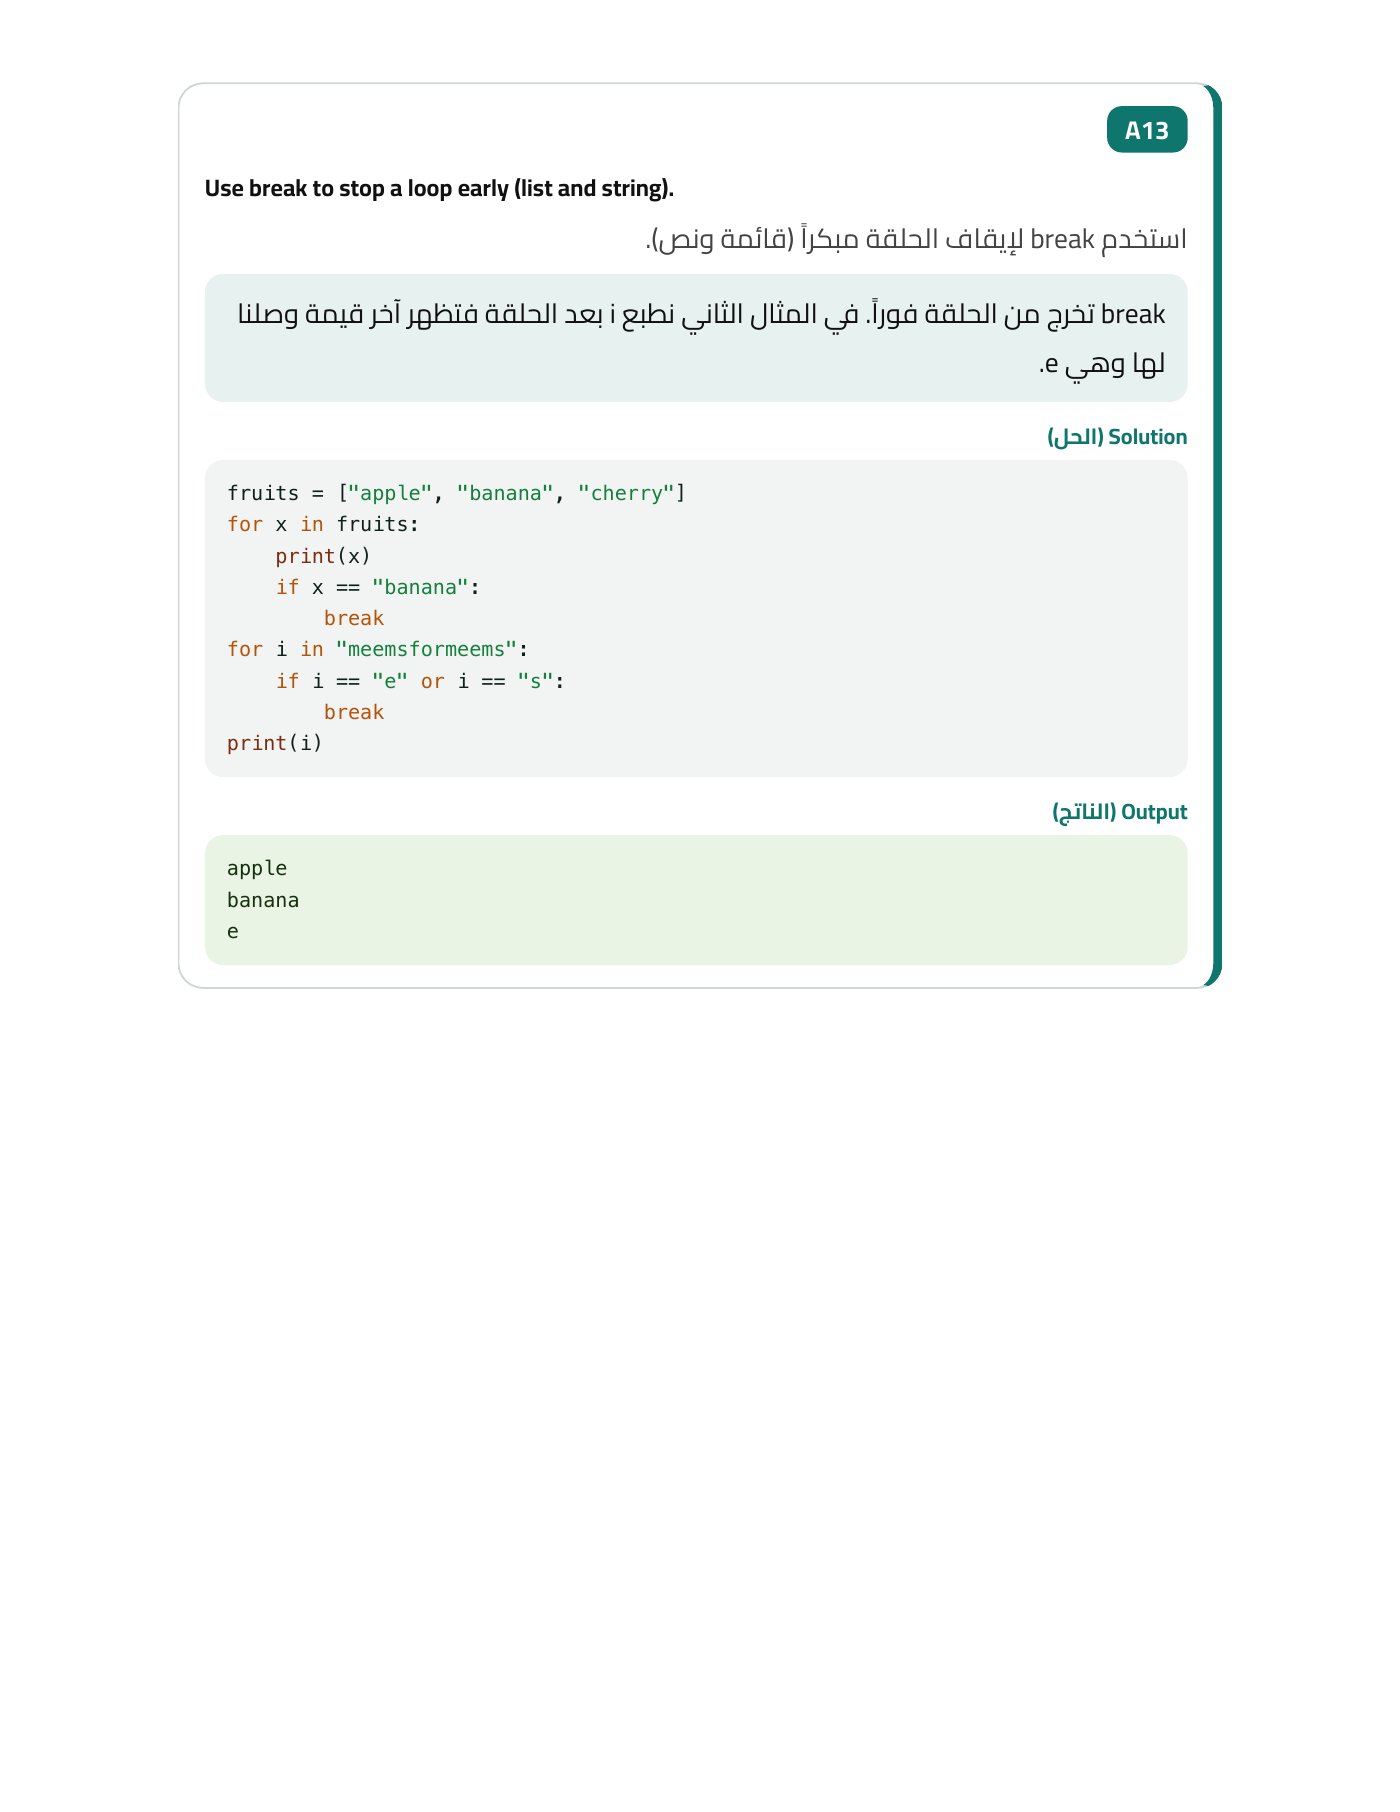 A13
Use break to stop a loop early (list and string).
استخدم break لإيقاف الحلقة مبكراً (قائمة ونص).
break تخرج من الحلقة فوراً. في المثال الثاني نطبع i بعد الحلقة فتظهر آخر قيمة وصلنا
لها وهي e.
Solution (الحل)
fruits = ["apple", "banana", "cherry"]
for x in fruits:
    print(x)
    if x == "banana":
        break
for i in "meemsformeems":
    if i == "e" or i == "s":
        break
print(i)
Output (الناتج)
apple
banana
e